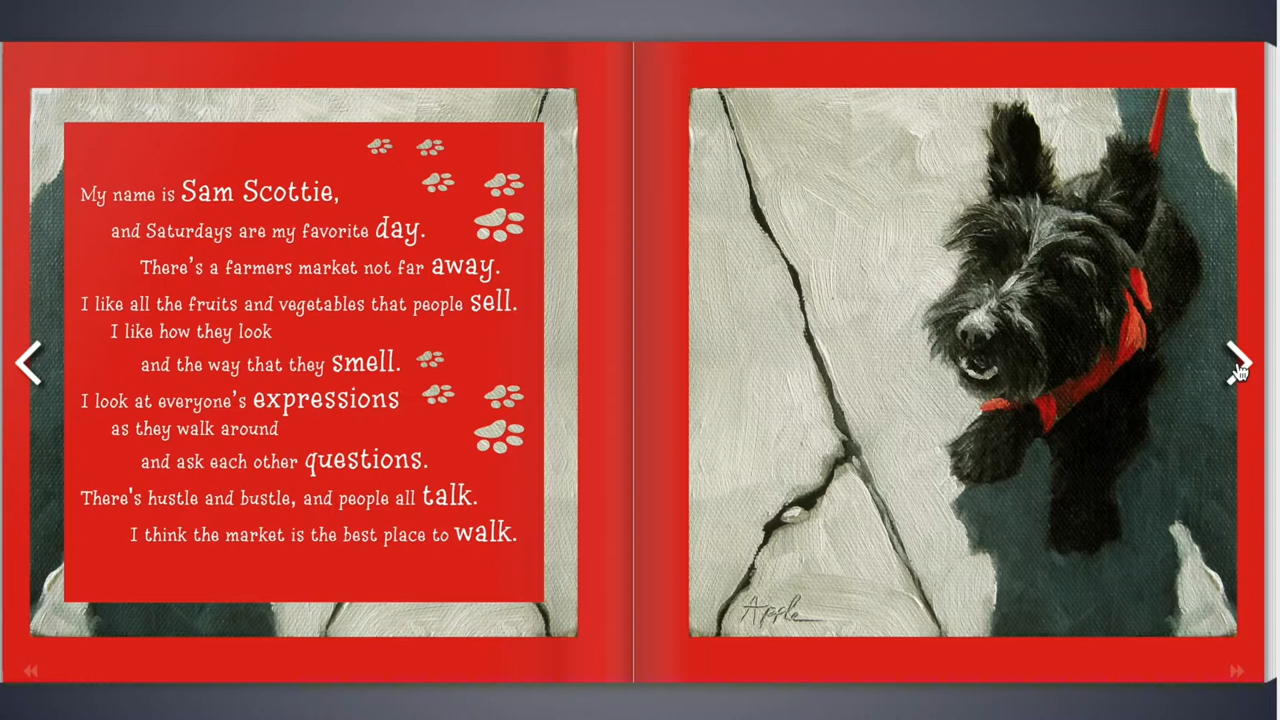 My name is Sam Scottie,
and Saturdays are my favorite day.
There's a farmers market not far away.
I like all the fruits and vegetables that people sell.
I like how they look
and the way that they smell.
I look at everyone's expressions
as they walk around
and ask each other questions.
There's hustle and bustle, and people all talk.
I think the market is the best place to walk.
Apple